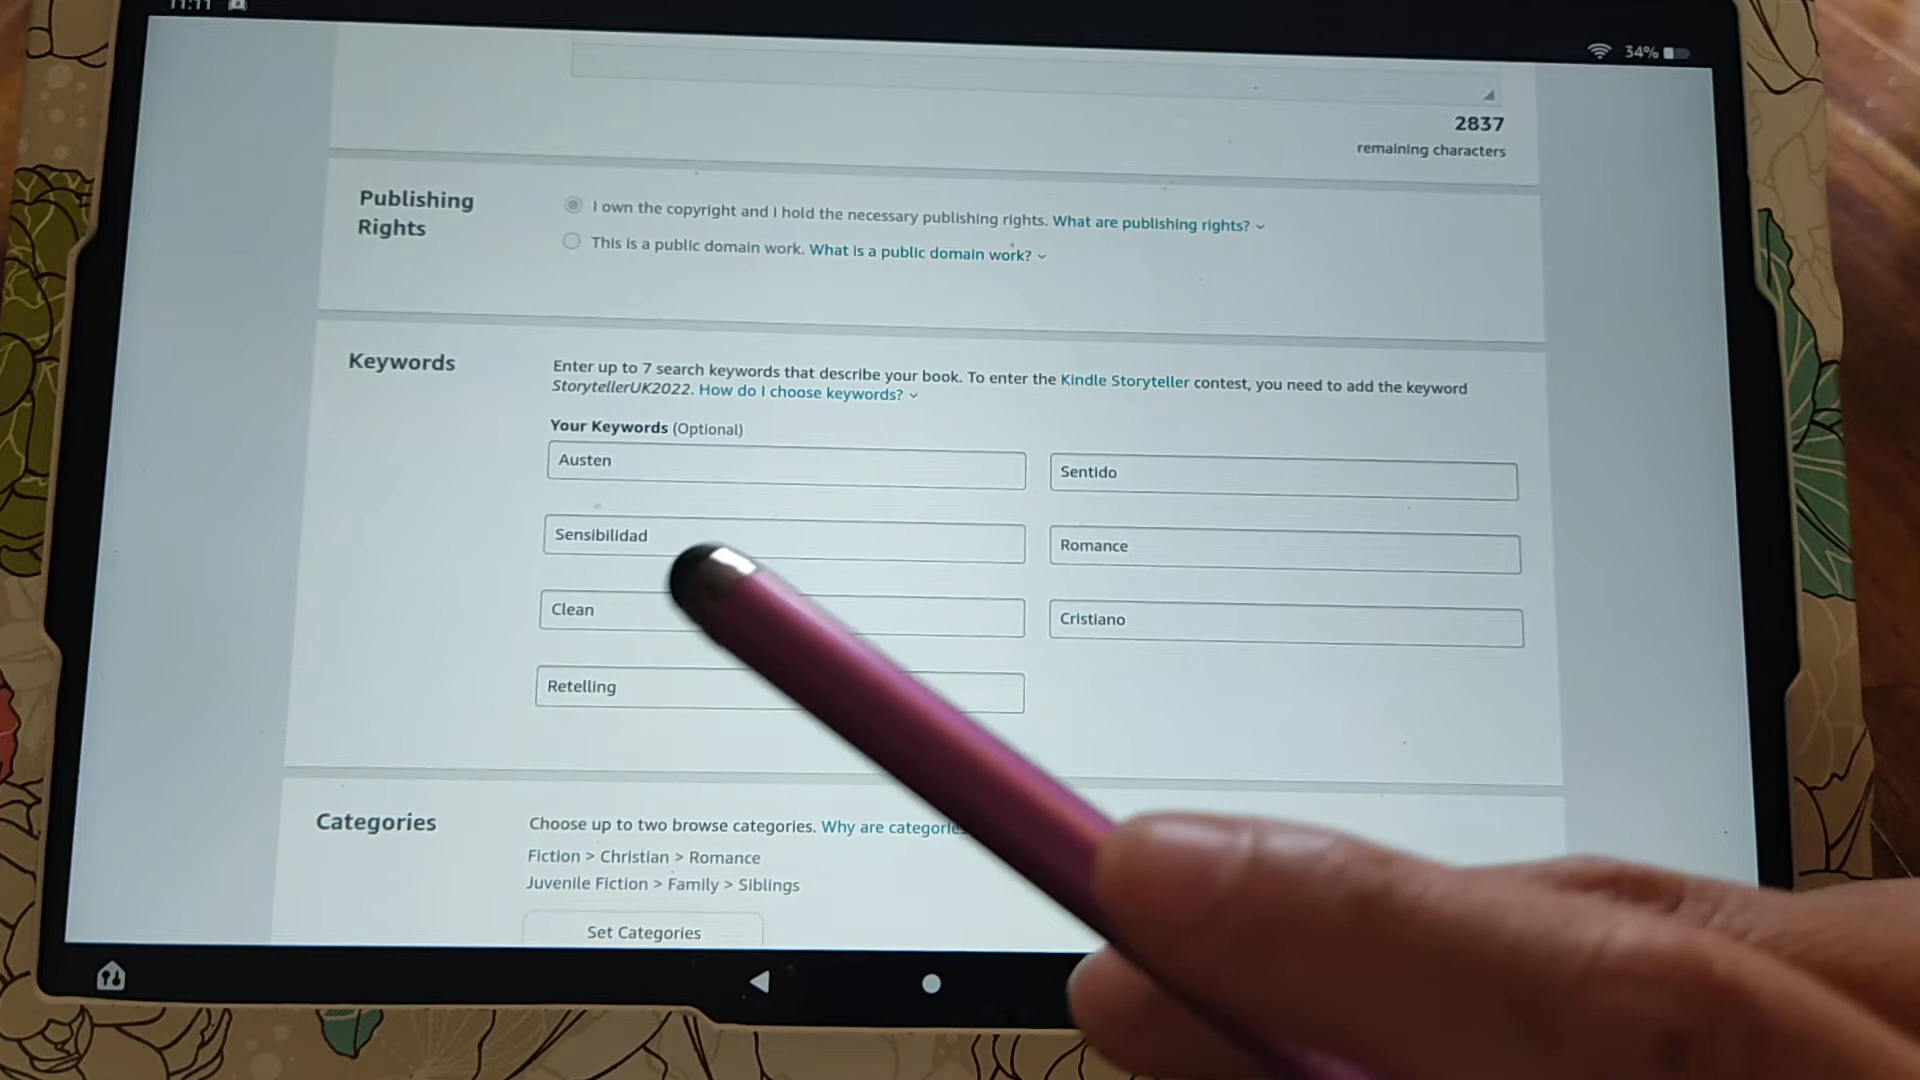 11:11
34%
2837
remaining characters
Publishing
Rights
I own the copyright and I hold the necessary publishing rights. What are publishing rights?
This is a public domain work. What is a public domain work?
Keywords
Enter up to 7 search keywords that describe your book. To enter the Kindle Storyteller contest, you need to add the keyword
StorytellerUK2022. How do I choose keywords?
Your Keywords (Optional)
Austen
Sentido
Sensibilidad
Romance
Clean
Cristiano
Retelling
Categories
Choose up to two browse categories. Why are categories
Fiction > Christian > Romance
Juvenile Fiction > Family > Siblings
Set Categories